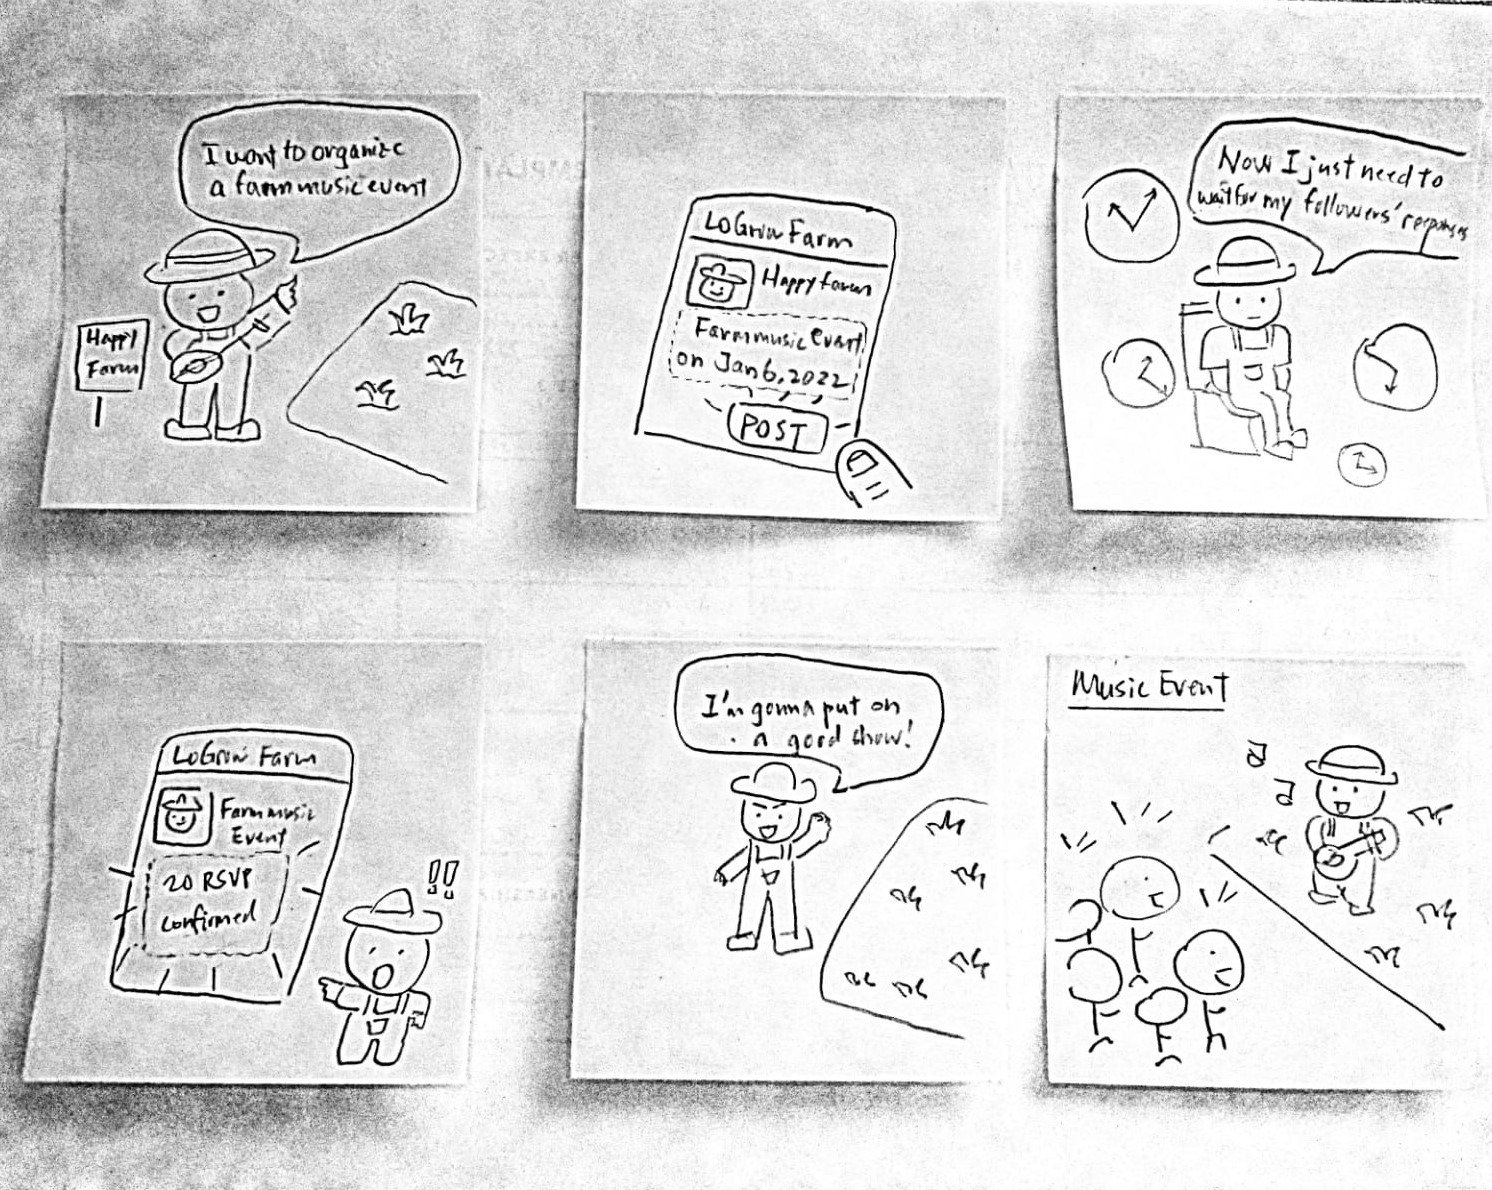 I want to organize
a farm music event
Happy
Farm
LoGrow Farm
Happy farm
Farm music Event
on Jan 6, 2022
POST
Now I just need to
wait for my followers' responses
LoGrow Farm
Farm music
Event
20 RSVP
confirmed
!!
I'm gonna put on
a good show!
Music Event